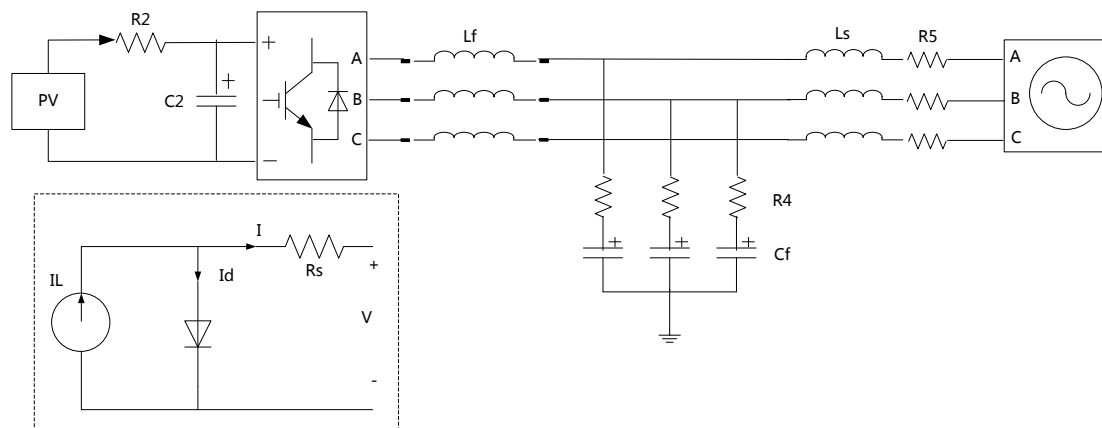 R2
Lf
Ls
R5
PV
C2
+
+
−
A
B
C
A
B
C
R4
+
+
+
Cf
I
IL
Id
Rs
+
V
-